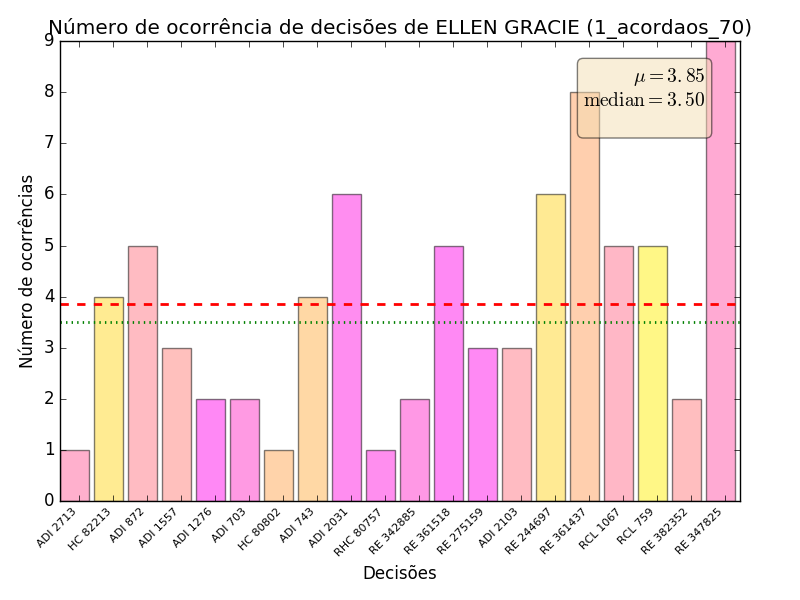 Número de ocorrência de decisões de ELLEN GRACIE (1_acordaos_70)
μ = 3.85
median = 3.50
Número de ocorrências
9
8
7
6
5
4
3
2
1
0
ADI 2713
HC 82213
ADI 872
ADI 1557
ADI 1276
ADI 703
HC 80802
ADI 743
ADI 2031
RHC 80757
RE 342885
RE 361518
RE 275159
ADI 2103
RE 244697
RE 361437
RCL 1067
RCL 759
RE 382352
RE 347825
Decisões